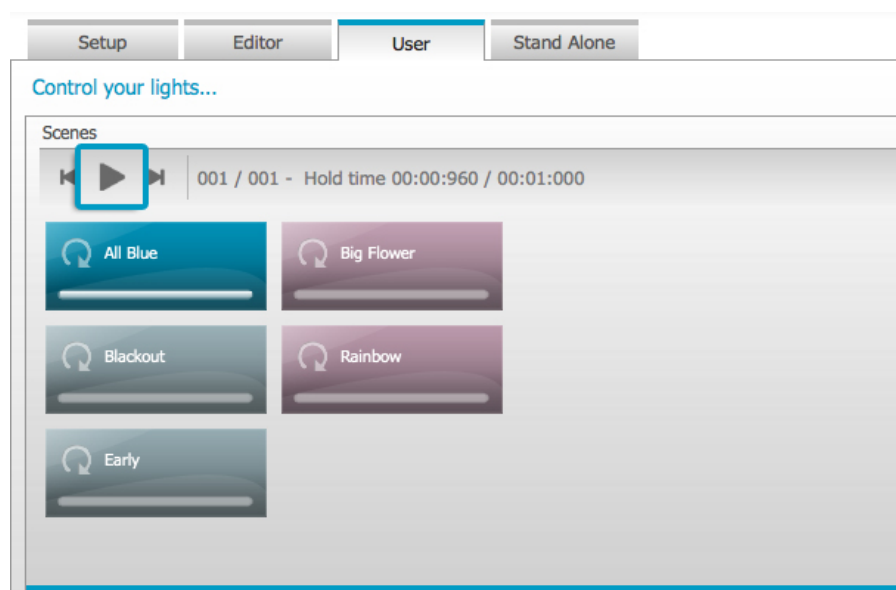 Setup Editor User Stand Alone
Control your lights...
Scenes
001 / 001 - Hold time 00:00:960 / 00:01:000
All Blue Big Flower
Blackout Rainbow
Early